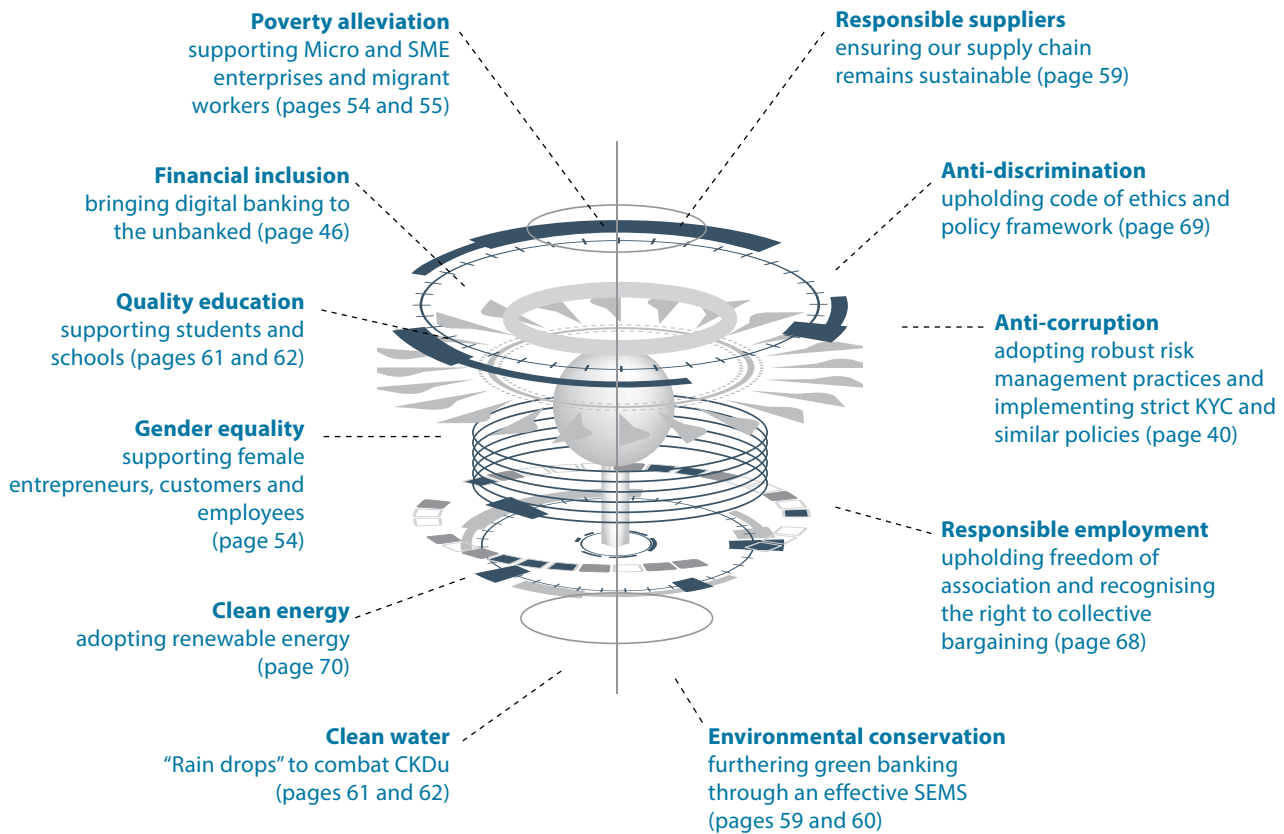 Poverty alleviation
supporting Micro and SME
enterprises and migrant
workers (pages 54 and 55)
Financial inclusion
bringing digital banking to
the unbanked (page 46)
Quality education
supporting students and
schools (pages 61 and 62)
Gender equality
supporting female
entrepreneurs, customers and
employees
(page 54)
Clean energy
adopting renewable energy
(page 70)
Clean water
“Rain drops” to combat CKDu
(pages 61 and 62)
Responsible suppliers
ensuring our supply chain
remains sustainable (page 59)
Anti-discrimination
upholding code of ethics and
policy framework (page 69)
Anti-corruption
adopting robust risk
management practices and
implementing strict KYC and
similar policies (page 40)
Responsible employment
upholding freedom of
association and recognising
the right to collective
bargaining (page 68)
Environmental conservation
furthering green banking
through an effective SEMS
(pages 59 and 60)